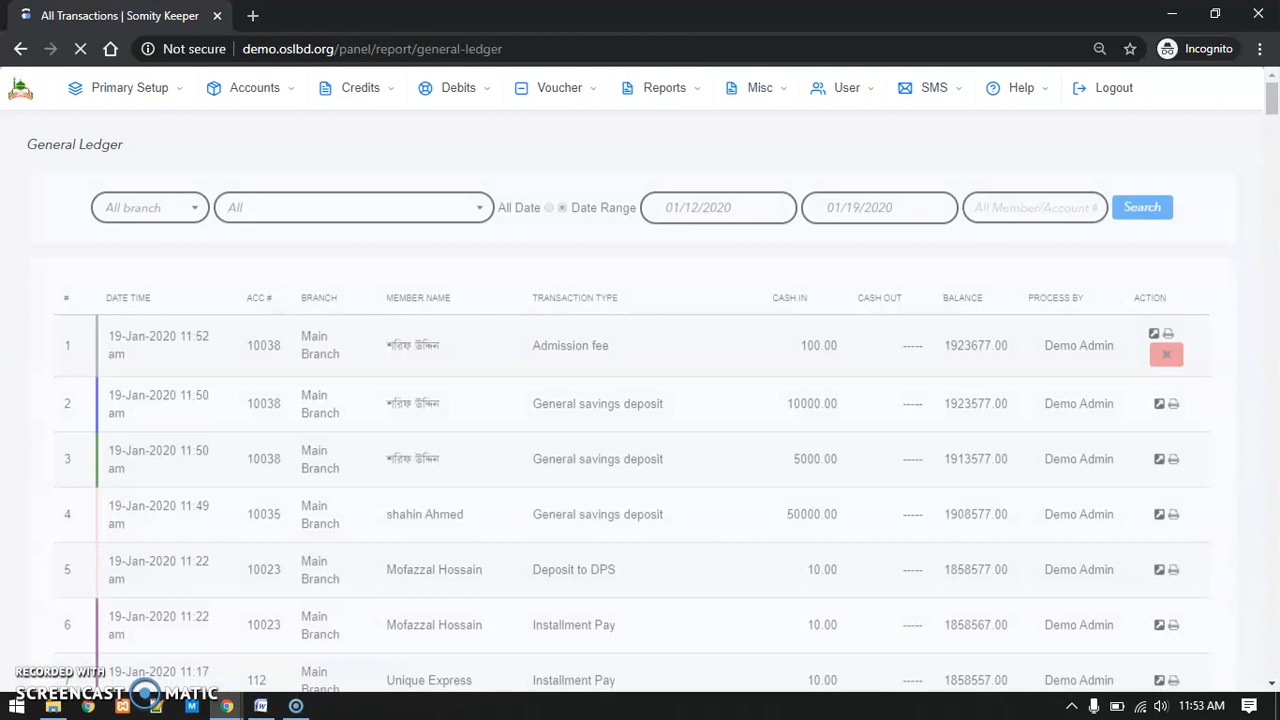 All Transactions | Somity Keeper
Not secure demo.oslbd.org/panel/report/general-ledger Incognito
Primary Setup Accounts Credits Debits Voucher Reports Misc User SMS Help Logout
General Ledger
All branch All All Date Date Range 01/12/2020 01/19/2020 All Member/Account # Search
# DATE TIME ACC # BRANCH MEMBER NAME TRANSACTION TYPE CASH IN CASH OUT BALANCE PROCESS BY ACTION
1 19-Jan-2020 11:52 am 10038 Main Branch শরিফ উদ্দিন Admission fee 100.00 ----- 1923677.00 Demo Admin
2 19-Jan-2020 11:50 am 10038 Main Branch শরিফ উদ্দিন General savings deposit 10000.00 ----- 1923577.00 Demo Admin
3 19-Jan-2020 11:50 am 10038 Main Branch শরিফ উদ্দিন General savings deposit 5000.00 ----- 1913577.00 Demo Admin
4 19-Jan-2020 11:49 am 10035 Main Branch shahin Ahmed General savings deposit 50000.00 ----- 1908577.00 Demo Admin
5 19-Jan-2020 11:22 am 10023 Main Branch Mofazzal Hossain Deposit to DPS 10.00 ----- 1858577.00 Demo Admin
6 19-Jan-2020 11:22 am 10023 Main Branch Mofazzal Hossain Installment Pay 10.00 ----- 1858567.00 Demo Admin
19-Jan-2020 11:17 112 Main Branch Unique Express Installment Pay 10.00 ----- 1858557.00 Demo Admin
RECORDED WITH
SCREENCAST MATIC
11:53 AM